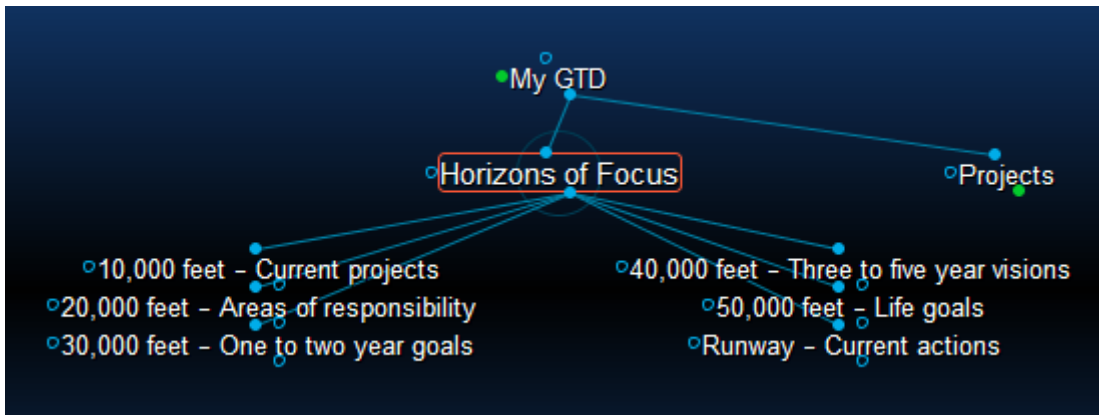 My GTD
Horizons of Focus
Projects
10,000 feet – Current projects
20,000 feet – Areas of responsibility
30,000 feet – One to two year goals
40,000 feet – Three to five year visions
50,000 feet – Life goals
Runway – Current actions